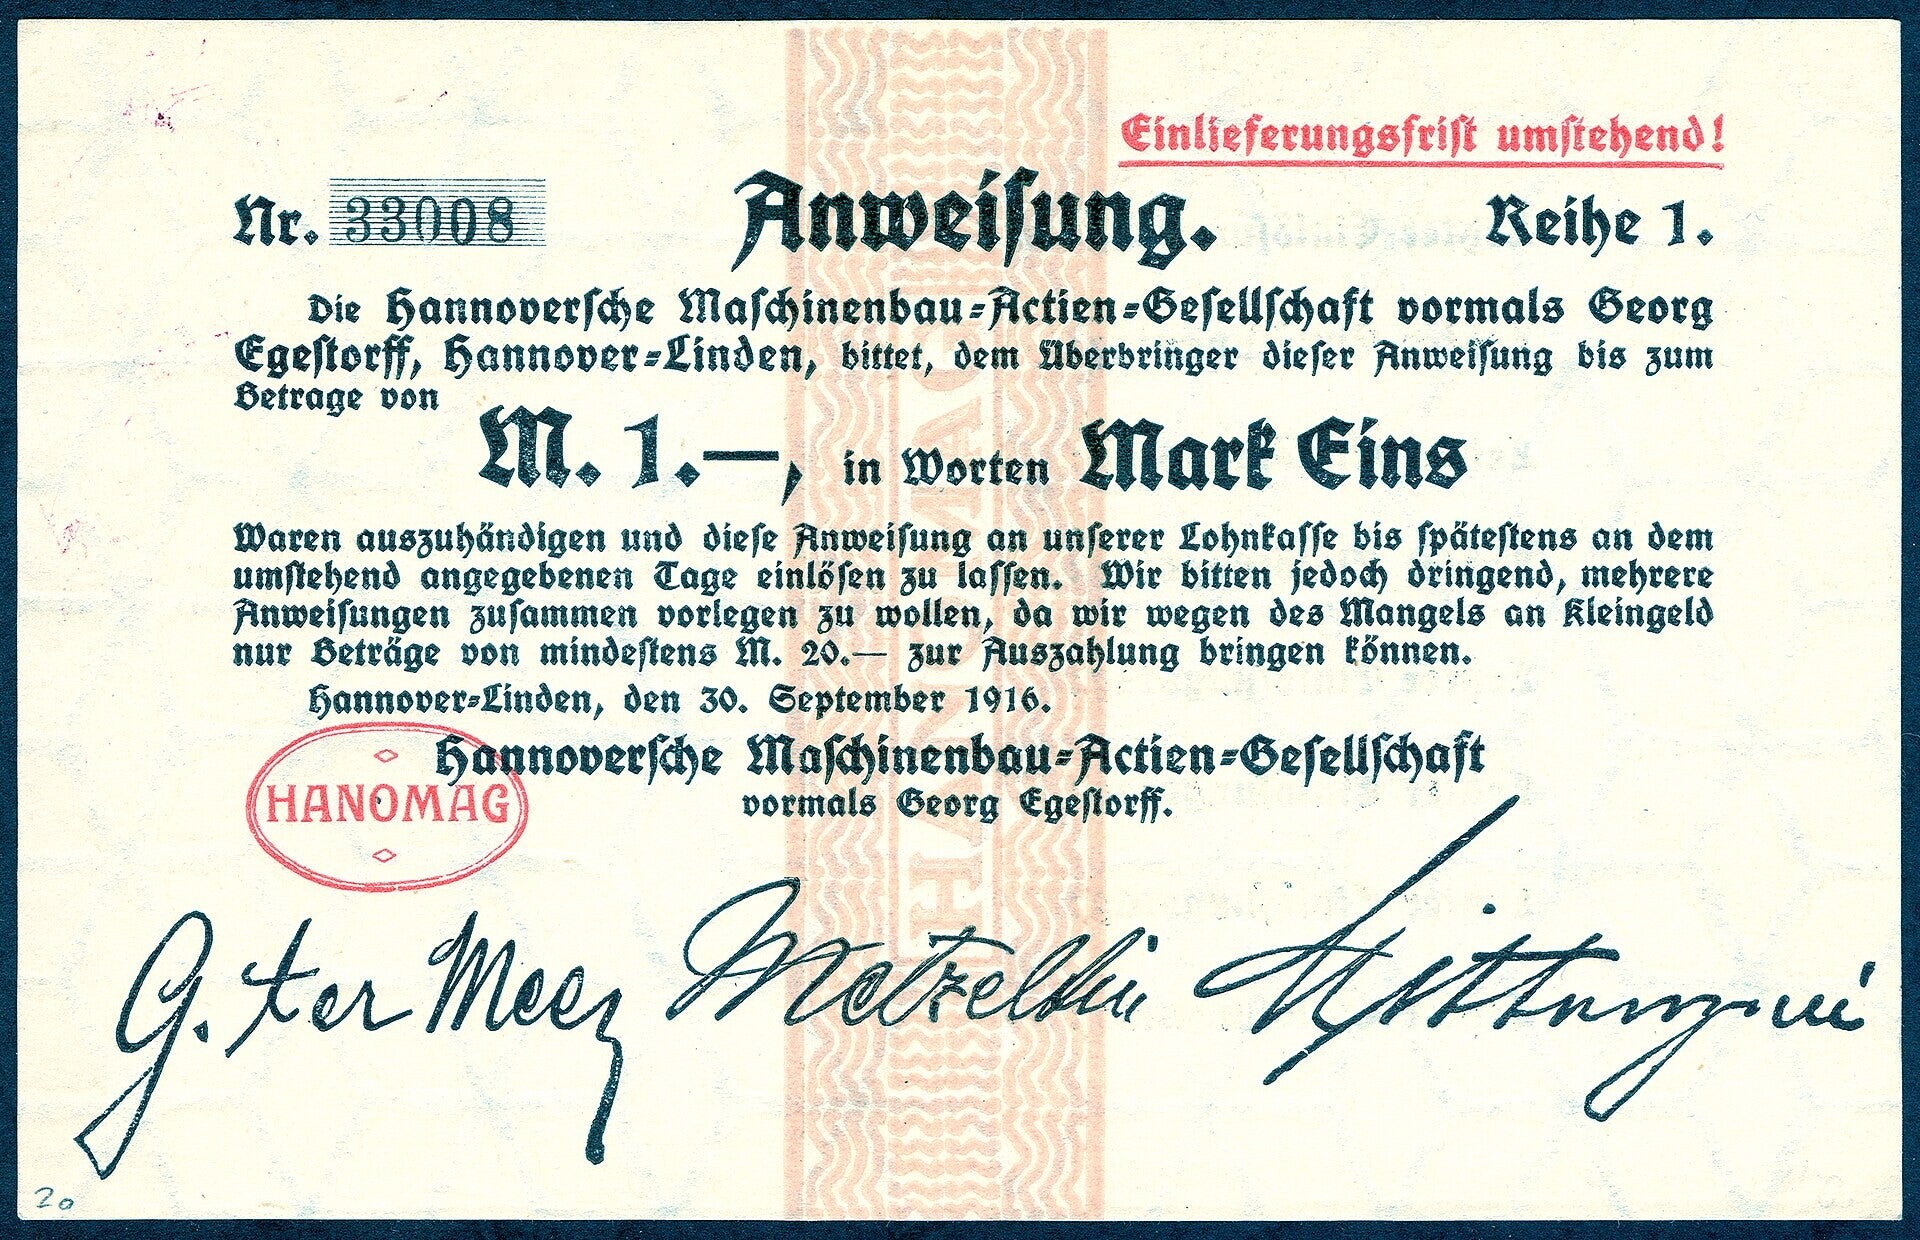 Einlieferungsfrist umstehend!
Nr. 33008 Anweisung. Reihe 1.
Die Hannoversche Maschinenbau-Actien-Gesellschaft vormals Georg
Egestorff, Hannover-Linden, bittet, dem Überbringer dieser Anweisung bis zum
Betrage von
M. 1.—, in Worten Mark Eins
Waren auszuhändigen und diese Anweisung an unserer Lohnkasse bis spätestens an dem
umstehend angegebenen Tage einlösen zu lassen. Wir bitten jedoch dringend, mehrere
Anweisungen zusammen vorlegen zu wollen, da wir wegen des Mangels an Kleingeld
nur Beträge von mindestens M. 20.— zur Auszahlung bringen können.
Hannover-Linden, den 30. September 1916.
Hannoversche Maschinenbau-Actien-Gesellschaft
vormals Georg Egestorff.
HANOMAG
HANOMAG
G. ter Meer Metzeltin
20